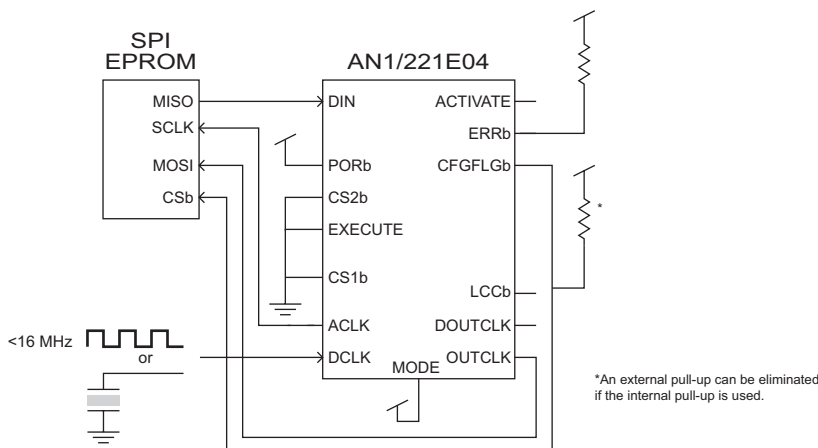 SPI
EPROM
AN1/221E04
MISO
SCLK
MOSI
CSb
DIN
PORb
CS2b
EXECUTE
CS1b
ACLK
DCLK
MODE
ACTIVATE
ERRb
CFGFLGb
LCCb
DOUTCLK
OUTCLK
*
<16 MHz
or
*An external pull-up can be eliminated
if the internal pull-up is used.